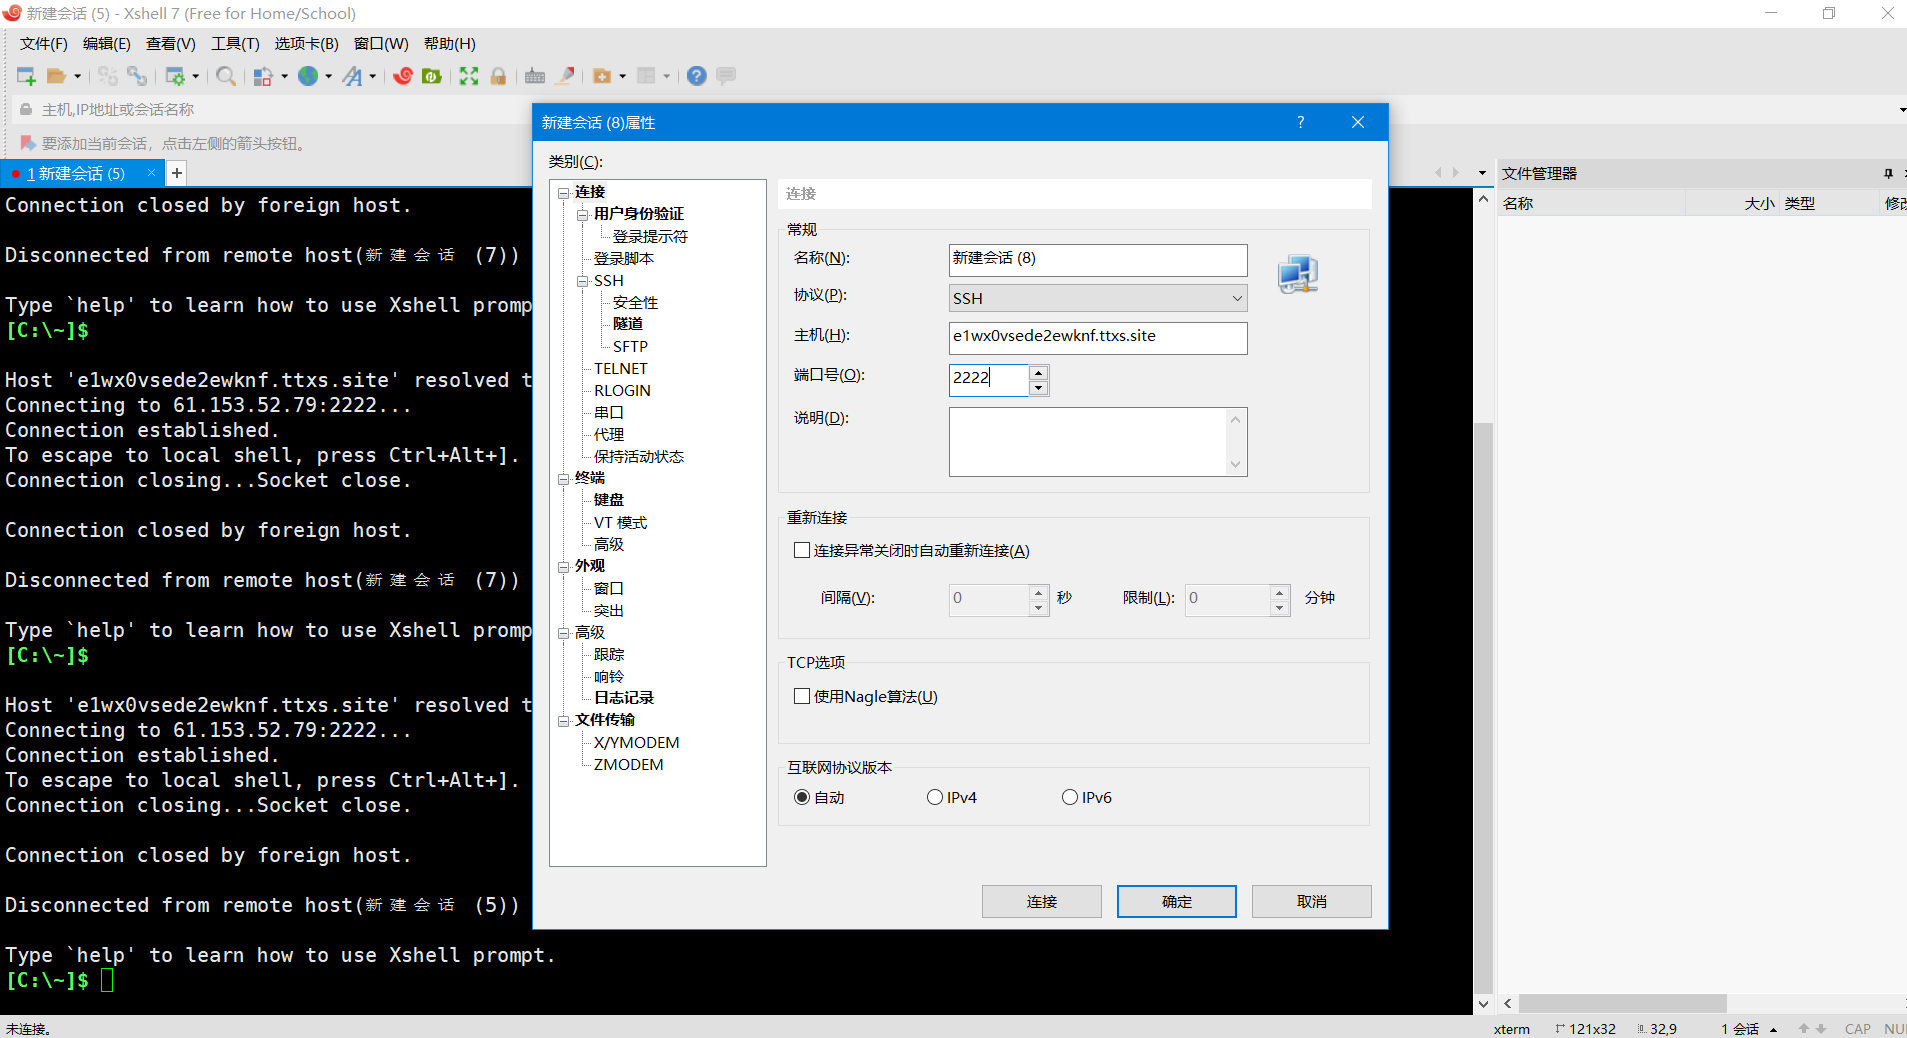 新建会话 (5) - Xshell 7 (Free for Home/School)
文件(F) 编辑(E) 查看(V) 工具(T) 选项卡(B) 窗口(W) 帮助(H)
主机,IP地址或会话名称
要添加当前会话，点击左侧的箭头按钮。
1 新建会话 (5) × +
Connection closed by foreign host.
Disconnected from remote host(新建会话 (7))
Type `help' to learn how to use Xshell promp
[C:\~]$
Host 'e1wx0vsede2ewknf.ttxs.site' resolved t
Connecting to 61.153.52.79:2222...
Connection established.
To escape to local shell, press Ctrl+Alt+].
Connection closing...Socket close.
Connection closed by foreign host.
Disconnected from remote host(新建会话 (7))
Type `help' to learn how to use Xshell promp
[C:\~]$
Host 'e1wx0vsede2ewknf.ttxs.site' resolved t
Connecting to 61.153.52.79:2222...
Connection established.
To escape to local shell, press Ctrl+Alt+].
Connection closing...Socket close.
Connection closed by foreign host.
Disconnected from remote host(新建会话 (5))
Type `help' to learn how to use Xshell prompt.
[C:\~]$
新建会话 (8)属性 ?
类别(C):
连接
用户身份验证
登录提示符
登录脚本
SSH
安全性
隧道
SFTP
TELNET
RLOGIN
串口
代理
保持活动状态
终端
键盘
VT 模式
高级
外观
窗口
突出
高级
跟踪
响铃
日志记录
文件传输
X/YMODEM
ZMODEM
连接
常规
名称(N): 新建会话 (8)
协议(P): SSH
主机(H): e1wx0vsede2ewknf.ttxs.site
端口号(O): 2222
说明(D):
重新连接
连接异常关闭时自动重新连接(A)
间隔(V): 0 秒 限制(L): 0 分钟
TCP选项
使用Nagle算法(U)
互联网协议版本
自动 IPv4 IPv6
连接 确定 取消
文件管理器
名称 大小 类型 修改
未连接。 xterm 121x32 32,9 1 会话 CAP NU